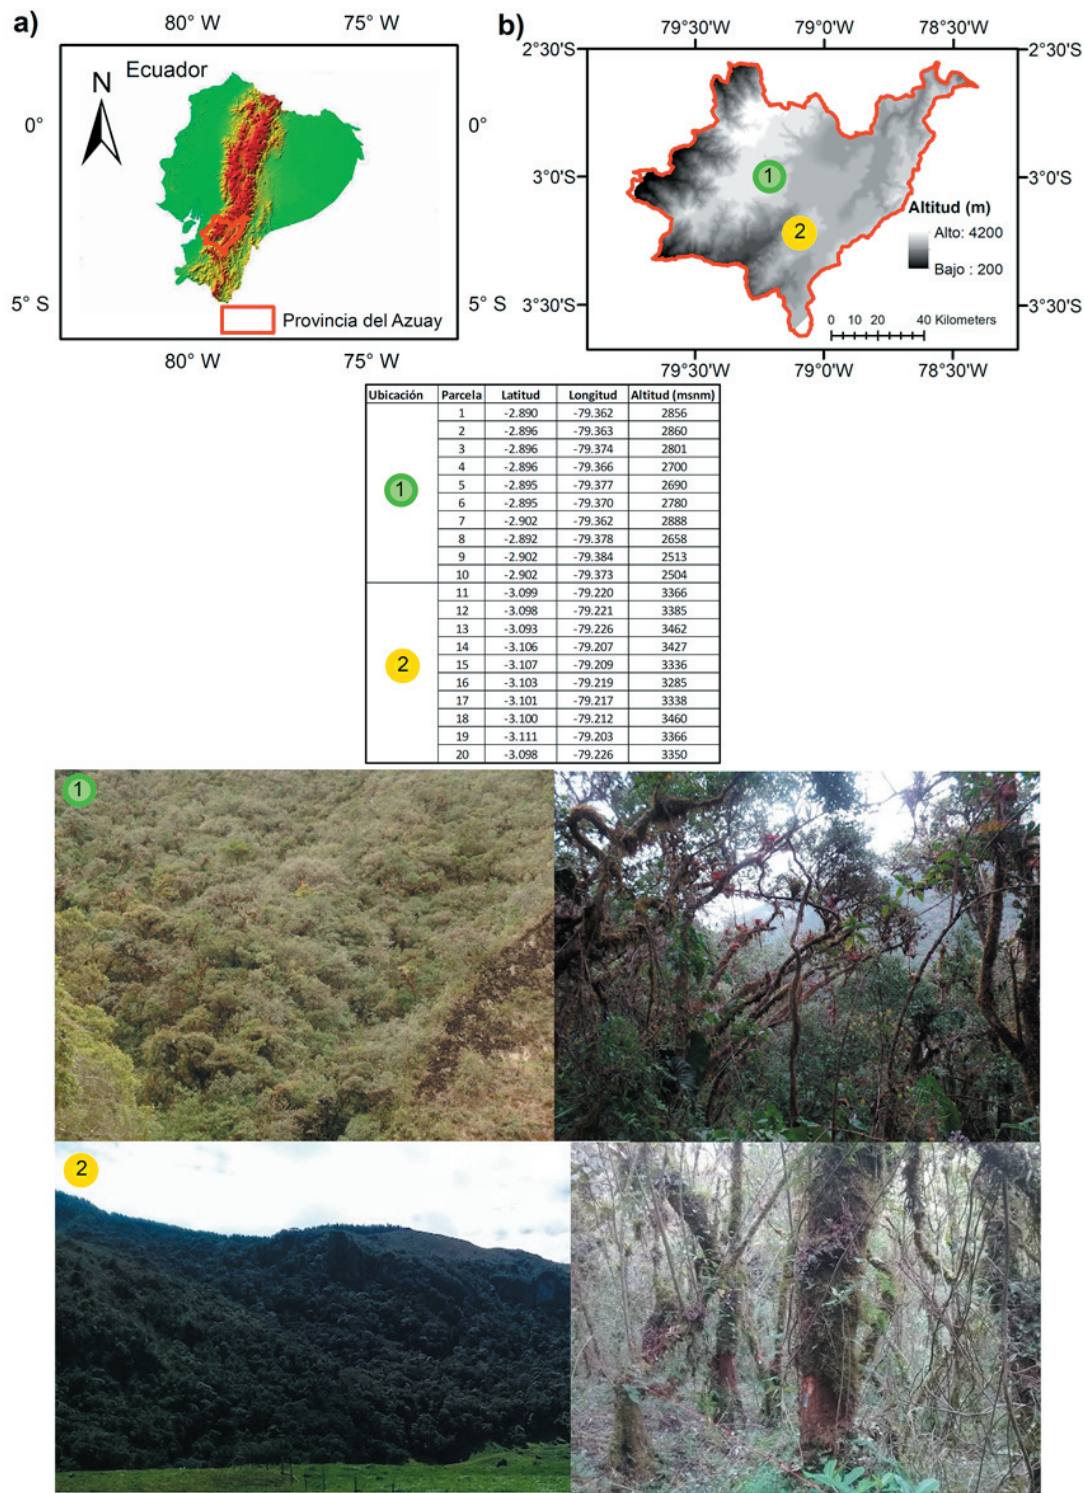 a)
80° W 75° W
Ecuador
N
0° 0°
5° S 5° S
Provincia del Azuay
80° W 75° W
b)
79°30'W 79°0'W 78°30'W
2°30'S 2°30'S
3°0'S 3°0'S
1
2
Altitud (m)
Alto: 4200
Bajo : 200
3°30'S 3°30'S
0 10 20 40 Kilometers
79°30'W 79°0'W 78°30'W
Ubicación Parcela Latitud Longitud Altitud (msnm)
1 -2.890 -79.362 2856
2 -2.896 -79.363 2860
3 -2.896 -79.374 2801
4 -2.896 -79.366 2700
1 5 -2.895 -79.377 2690
6 -2.895 -79.370 2780
7 -2.902 -79.362 2888
8 -2.892 -79.378 2658
9 -2.902 -79.384 2513
10 -2.902 -79.373 2504
11 -3.099 -79.220 3366
12 -3.098 -79.221 3385
13 -3.093 -79.226 3462
14 -3.106 -79.207 3427
2 15 -3.107 -79.209 3336
16 -3.103 -79.219 3285
17 -3.101 -79.217 3338
18 -3.100 -79.212 3460
19 -3.111 -79.203 3366
20 -3.098 -79.226 3350
1
2